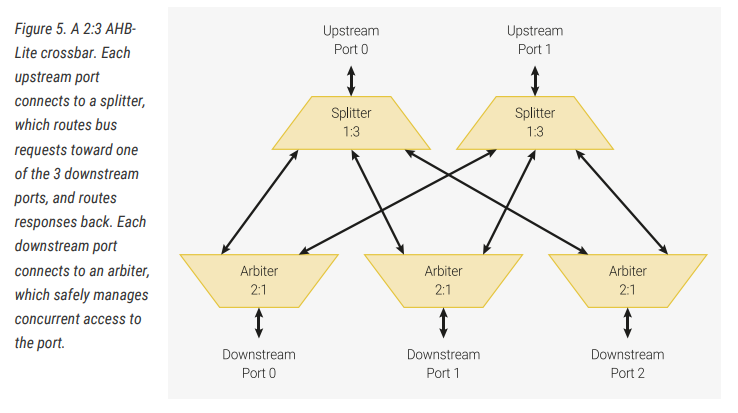 Figure 5. A 2:3 AHB-
Lite crossbar. Each
upstream port
connects to a splitter,
which routes bus
requests toward one
of the 3 downstream
ports, and routes
responses back. Each
downstream port
connects to an arbiter,
which safely manages
concurrent access to
the port.
Upstream
Port 0
Upstream
Port 1
Splitter
1:3
Splitter
1:3
Arbiter
2:1
Arbiter
2:1
Arbiter
2:1
Downstream
Port 0
Downstream
Port 1
Downstream
Port 2